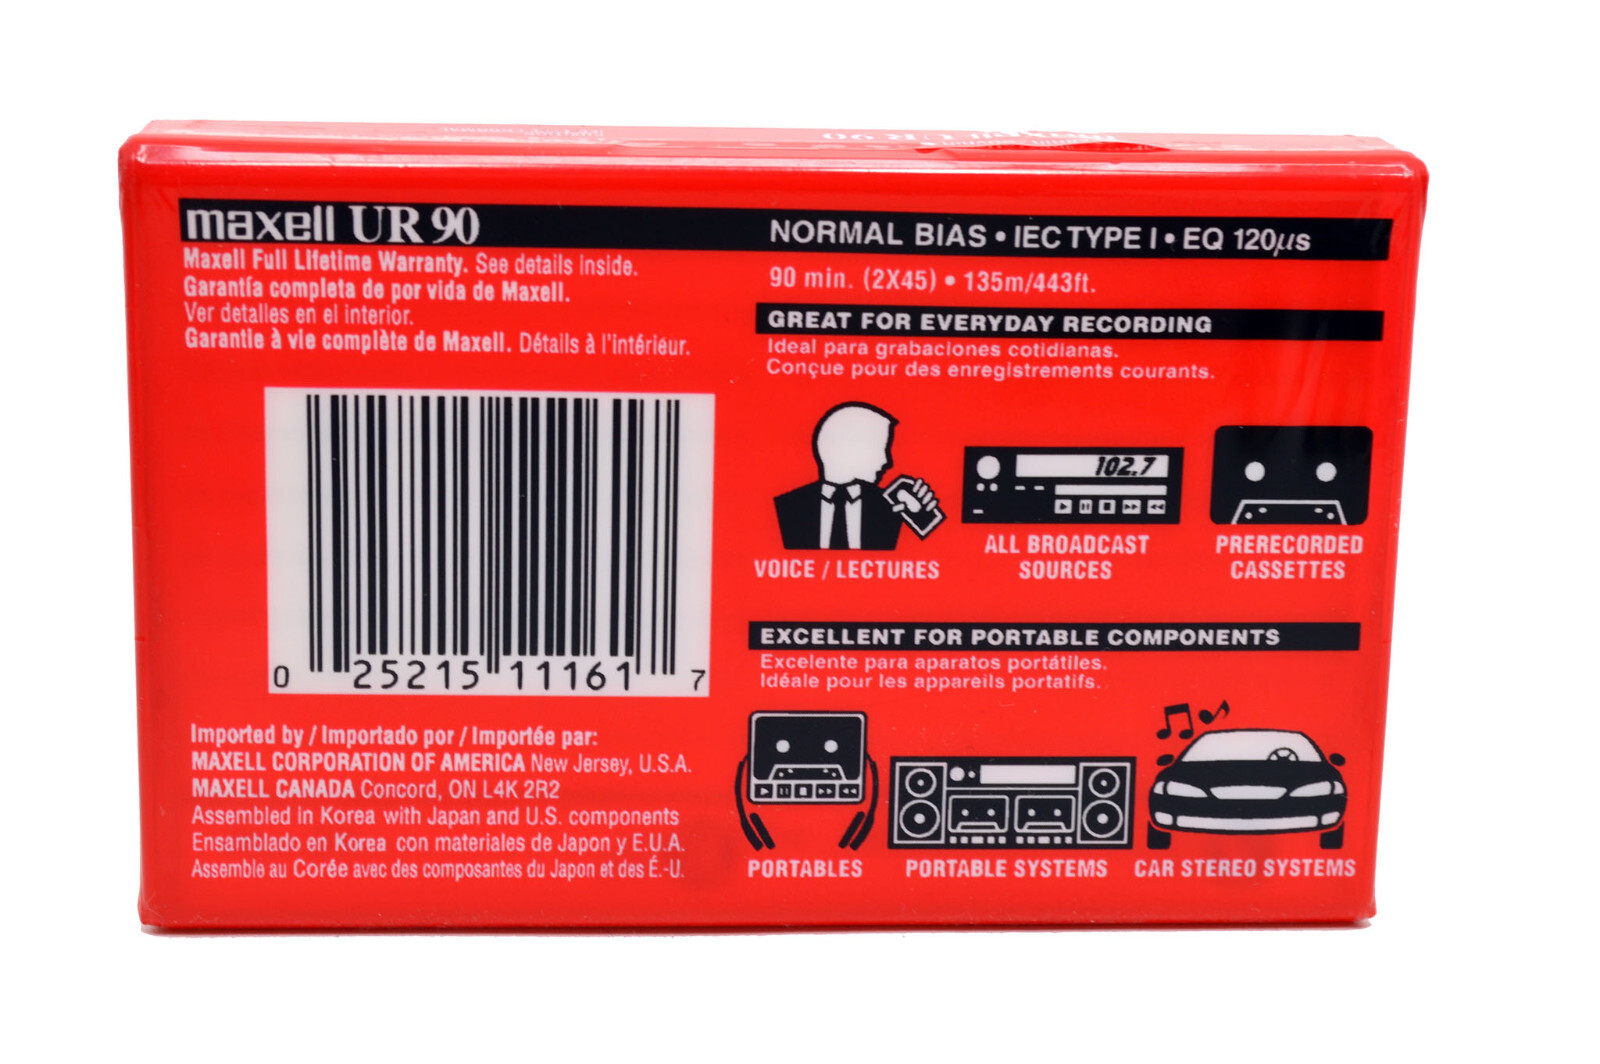 maxell UR 90
Maxell Full Lifetime Warranty. See details inside.
Garantía completa de por vida de Maxell.
Ver detalles en el interior.
Garantie à vie complète de Maxell. Détails à l'intérieur.
0 25215 11161 7
Imported by / Importado por / Importée par:
MAXELL CORPORATION OF AMERICA New Jersey, U.S.A.
MAXELL CANADA Concord, ON L4K 2R2
Assembled in Korea with Japan and U.S. components
Ensamblado en Korea con materiales de Japon y E.U.A.
Assemble au Corée avec des composantes du Japon et des É.-U.
NORMAL BIAS • IEC TYPE I • EQ 120µs
90 min. (2X45) • 135m/443ft.
GREAT FOR EVERYDAY RECORDING
Ideal para grabaciones cotidianas.
Conçue pour des enregistrements courants.
102.7
VOICE / LECTURES
ALL BROADCAST
SOURCES
PRERECORDED
CASSETTES
EXCELLENT FOR PORTABLE COMPONENTS
Excelente para aparatos portátiles.
Idéale pour les appareils portatifs.
PORTABLES
PORTABLE SYSTEMS
CAR STEREO SYSTEMS